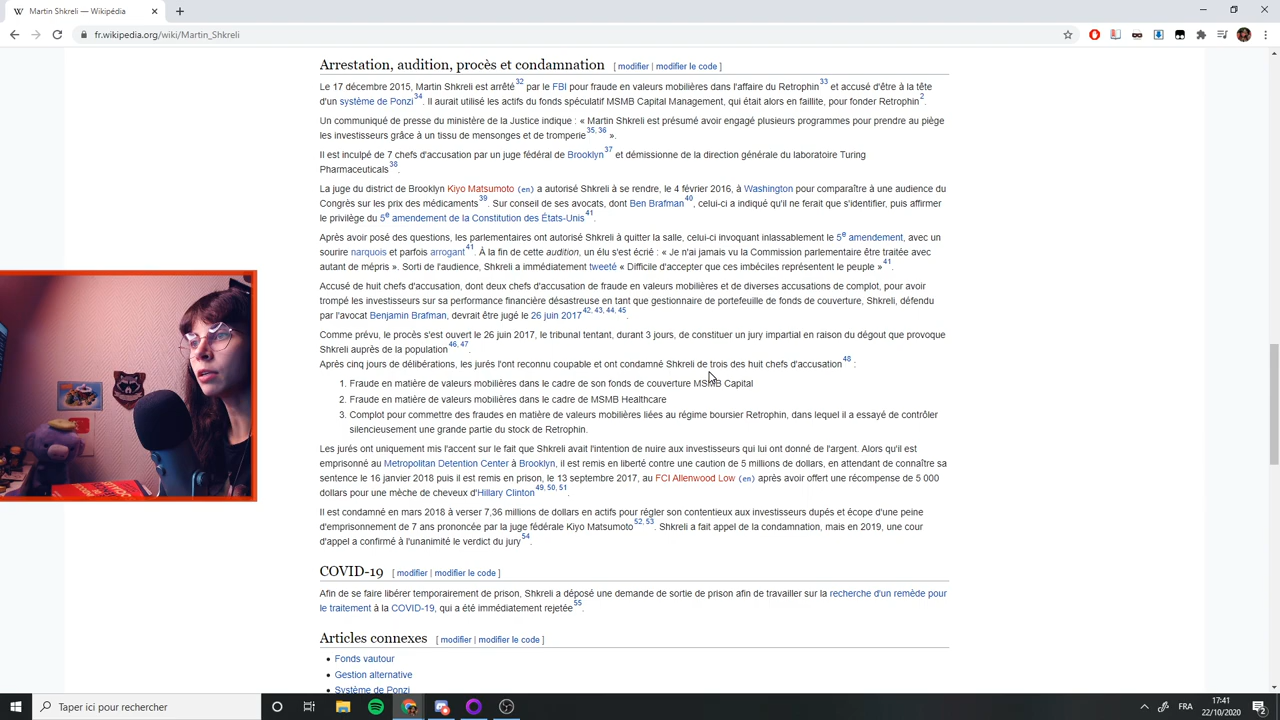 Martin Shkreli — Wikipédia
fr.wikipedia.org/wiki/Martin_Shkreli
Arrestation, audition, procès et condamnation [ modifier | modifier le code ]
Le 17 décembre 2015, Martin Shkreli est arrêté32 par le FBI pour fraude en valeurs mobilières dans l'affaire du Retrophin33 et accusé d'être à la tête
d'un système de Ponzi34. Il aurait utilisé les actifs du fonds spéculatif MSMB Capital Management, qui était alors en faillite, pour fonder Retrophin2.
Un communiqué de presse du ministère de la Justice indique : « Martin Shkreli est présumé avoir engagé plusieurs programmes pour prendre au piège
les investisseurs grâce à un tissu de mensonges et de tromperie35, 36 ».
Il est inculpé de 7 chefs d'accusation par un juge fédéral de Brooklyn37 et démissionne de la direction générale du laboratoire Turing
Pharmaceuticals38.
La juge du district de Brooklyn Kiyo Matsumoto (en) a autorisé Shkreli à se rendre, le 4 février 2016, à Washington pour comparaître à une audience du
Congrès sur les prix des médicaments39. Sur conseil de ses avocats, dont Ben Brafman40, celui-ci a indiqué qu'il ne ferait que s'identifier, puis affirmer
le privilège du 5e amendement de la Constitution des États-Unis41.
Après avoir posé des questions, les parlementaires ont autorisé Shkreli à quitter la salle, celui-ci invoquant inlassablement le 5e amendement, avec un
sourire narquois et parfois arrogant41. À la fin de cette audition, un élu s'est écrié : « Je n'ai jamais vu la Commission parlementaire être traitée avec
autant de mépris ». Sorti de l'audience, Shkreli a immédiatement tweeté « Difficile d'accepter que ces imbéciles représentent le peuple »41.
Accusé de huit chefs d'accusation, dont deux chefs d'accusation de fraude en valeurs mobilières et de diverses accusations de complot, pour avoir
trompé les investisseurs sur sa performance financière désastreuse en tant que gestionnaire de portefeuille de fonds de couverture, Shkreli, défendu
par l'avocat Benjamin Brafman, devrait être jugé le 26 juin 201742, 43, 44, 45.
Comme prévu, le procès s'est ouvert le 26 juin 2017, le tribunal tentant, durant 3 jours, de constituer un jury impartial en raison du dégout que provoque
Shkreli auprès de la population46, 47.
Après cinq jours de délibérations, les jurés l'ont reconnu coupable et ont condamné Shkreli de trois des huit chefs d'accusation48 :
1. Fraude en matière de valeurs mobilières dans le cadre de son fonds de couverture MSMB Capital
2. Fraude en matière de valeurs mobilières dans le cadre de MSMB Healthcare
3. Complot pour commettre des fraudes en matière de valeurs mobilières liées au régime boursier Retrophin, dans lequel il a essayé de contrôler
silencieusement une grande partie du stock de Retrophin.
Les jurés ont uniquement mis l'accent sur le fait que Shkreli avait l'intention de nuire aux investisseurs qui lui ont donné de l'argent. Alors qu'il est
emprisonné au Metropolitan Detention Center à Brooklyn, il est remis en liberté contre une caution de 5 millions de dollars, en attendant de connaître sa
sentence le 16 janvier 2018 puis il est remis en prison, le 13 septembre 2017, au FCI Allenwood Low (en) après avoir offert une récompense de 5 000
dollars pour une mèche de cheveux d'Hillary Clinton49, 50, 51.
Il est condamné en mars 2018 à verser 7,36 millions de dollars en actifs pour régler son contentieux aux investisseurs dupés et écope d'une peine
d'emprisonnement de 7 ans prononcée par la juge fédérale Kiyo Matsumoto52, 53. Shkreli a fait appel de la condamnation, mais en 2019, une cour
d'appel a confirmé à l'unanimité le verdict du jury54.
COVID-19 [ modifier | modifier le code ]
Afin de se faire libérer temporairement de prison, Shkreli a déposé une demande de sortie de prison afin de travailler sur la recherche d'un remède pour
le traitement à la COVID-19, qui a été immédiatement rejetée55.
Articles connexes [ modifier | modifier le code ]
• Fonds vautour
• Gestion alternative
• Système de Ponzi
Taper ici pour rechercher
FRA
17:41
22/10/2020
2